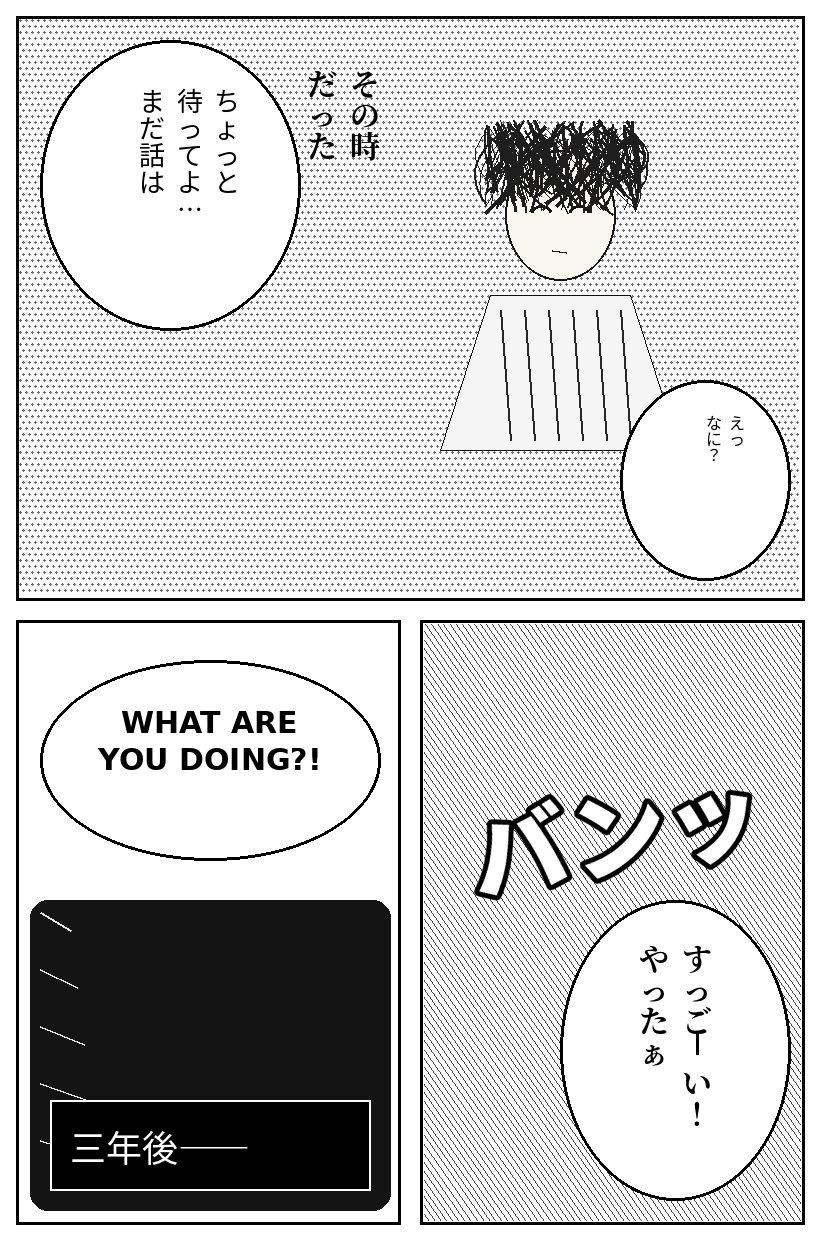 えっ
なに?
その時
だった
ちょっと
待ってよ…
まだ話は
バンッ
すっごーい!
やったぁ
WHAT ARE
YOU DOING?!
三年後――